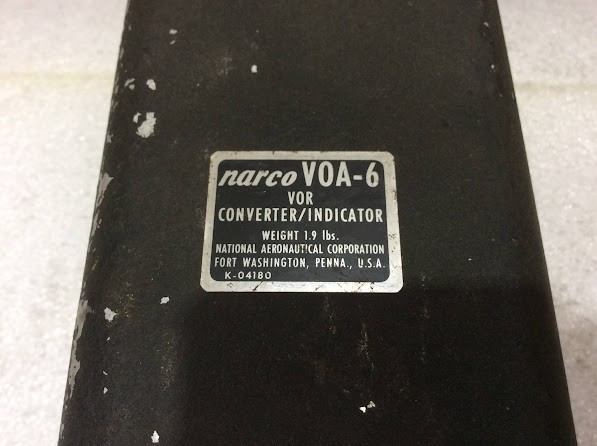 narco VOA-6
VOR
CONVERTER/INDICATOR
WEIGHT 1.9 lbs.
NATIONAL AERONAUTICAL CORPORATION
FORT WASHINGTON, PENNA., U.S.A.
K-04180